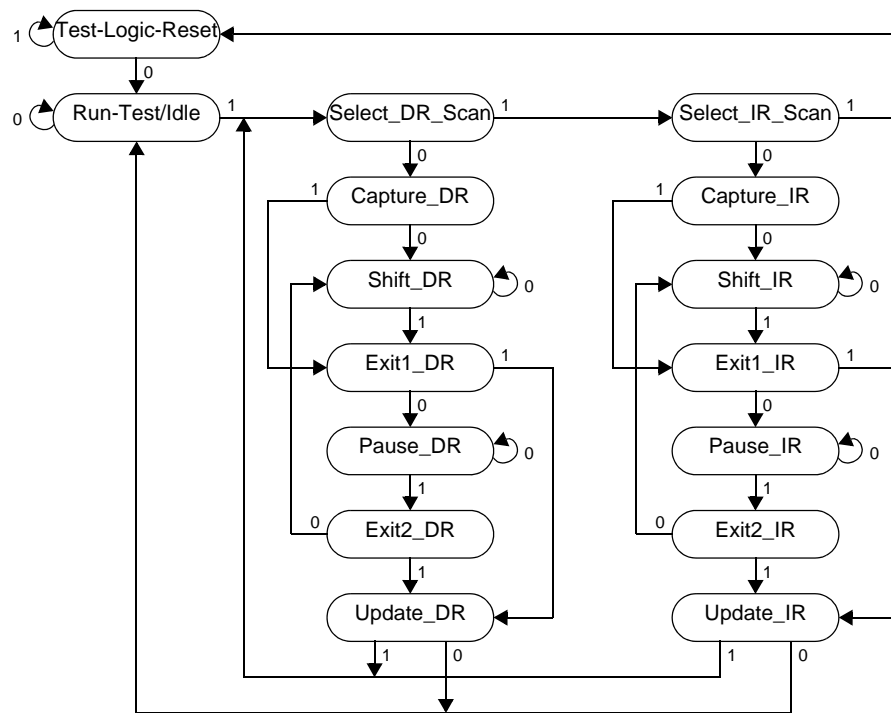 Test-Logic-Reset
1
0
Run-Test/Idle 1 Select_DR_Scan 1 Select_IR_Scan 1
0
0 0
1 Capture_DR 1 Capture_IR
0 0
Shift_DR 0 Shift_IR 0
1 1
Exit1_DR 1 Exit1_IR 1
0 0
Pause_DR 0 Pause_IR 0
1 1
0 Exit2_DR 0 Exit2_IR
1 1
Update_DR Update_IR
1 0 1 0